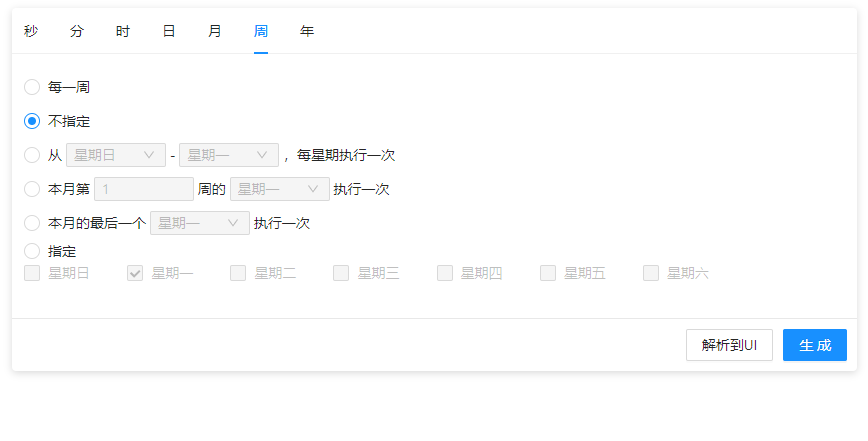 秒 分 时 日 月 周 年
每一周
不指定
从 星期日 - 星期一 ，每星期执行一次
本月第 1 周的 星期一 执行一次
本月的最后一个 星期一 执行一次
指定
星期日 星期一 星期二 星期三 星期四 星期五 星期六
解析到UI 生成